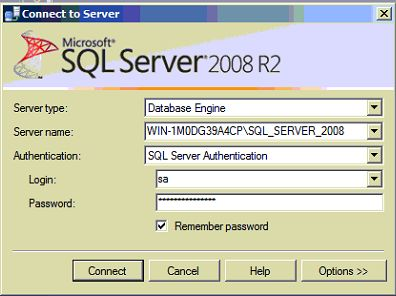 Connect to Server
Microsoft®
SQL Server® 2008 R2
Server type: Database Engine
Server name: WIN-1M0DG39A4CP\SQL_SERVER_2008
Authentication: SQL Server Authentication
Login: sa
Password: ***************
Remember password
Connect Cancel Help Options >>